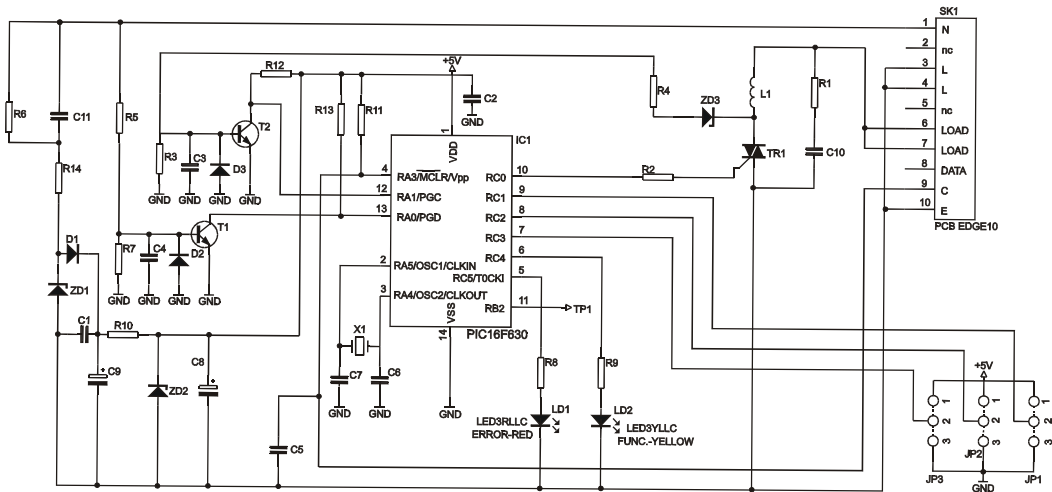 SK1
1 N
2 nc
3 L
4 L
5 nc
6 LOAD
7 LOAD
8 DATA
9 C
10 E
PCB EDGE10
R6
C11
R5
R14
R3
C3
D3
T2
R12
R13
R11
+5V
C2
GND
GND
GND
GND
GND
R4
ZD3
L1
R1
TR1
C10
R2
IC1
1
VDD
4 RA3/MCLR/Vpp
12 RA1/PGC
13 RA0/PGD
2 RA5/OSC1/CLKIN
3 RA4/OSC2/CLKOUT
RC0 10
RC1 9
RC2 8
RC3 7
RC4 6
RC5/T0CKI 5
RB2 11
TP1
VSS
14
PIC16F630
GND
D1
R7
C4
D2
T1
GND
GND
GND
GND
ZD1
C1
R10
C9
+
ZD2
C8
+
X1
C7
C6
GND
GND
C5
R8
R9
LD1
LED3RLLC
ERROR-RED
LD2
LED3YLLC
FUNC.-YELLOW
+5V
1
2
3
JP3
1
2
3
JP2
1
2
3
JP1
GND